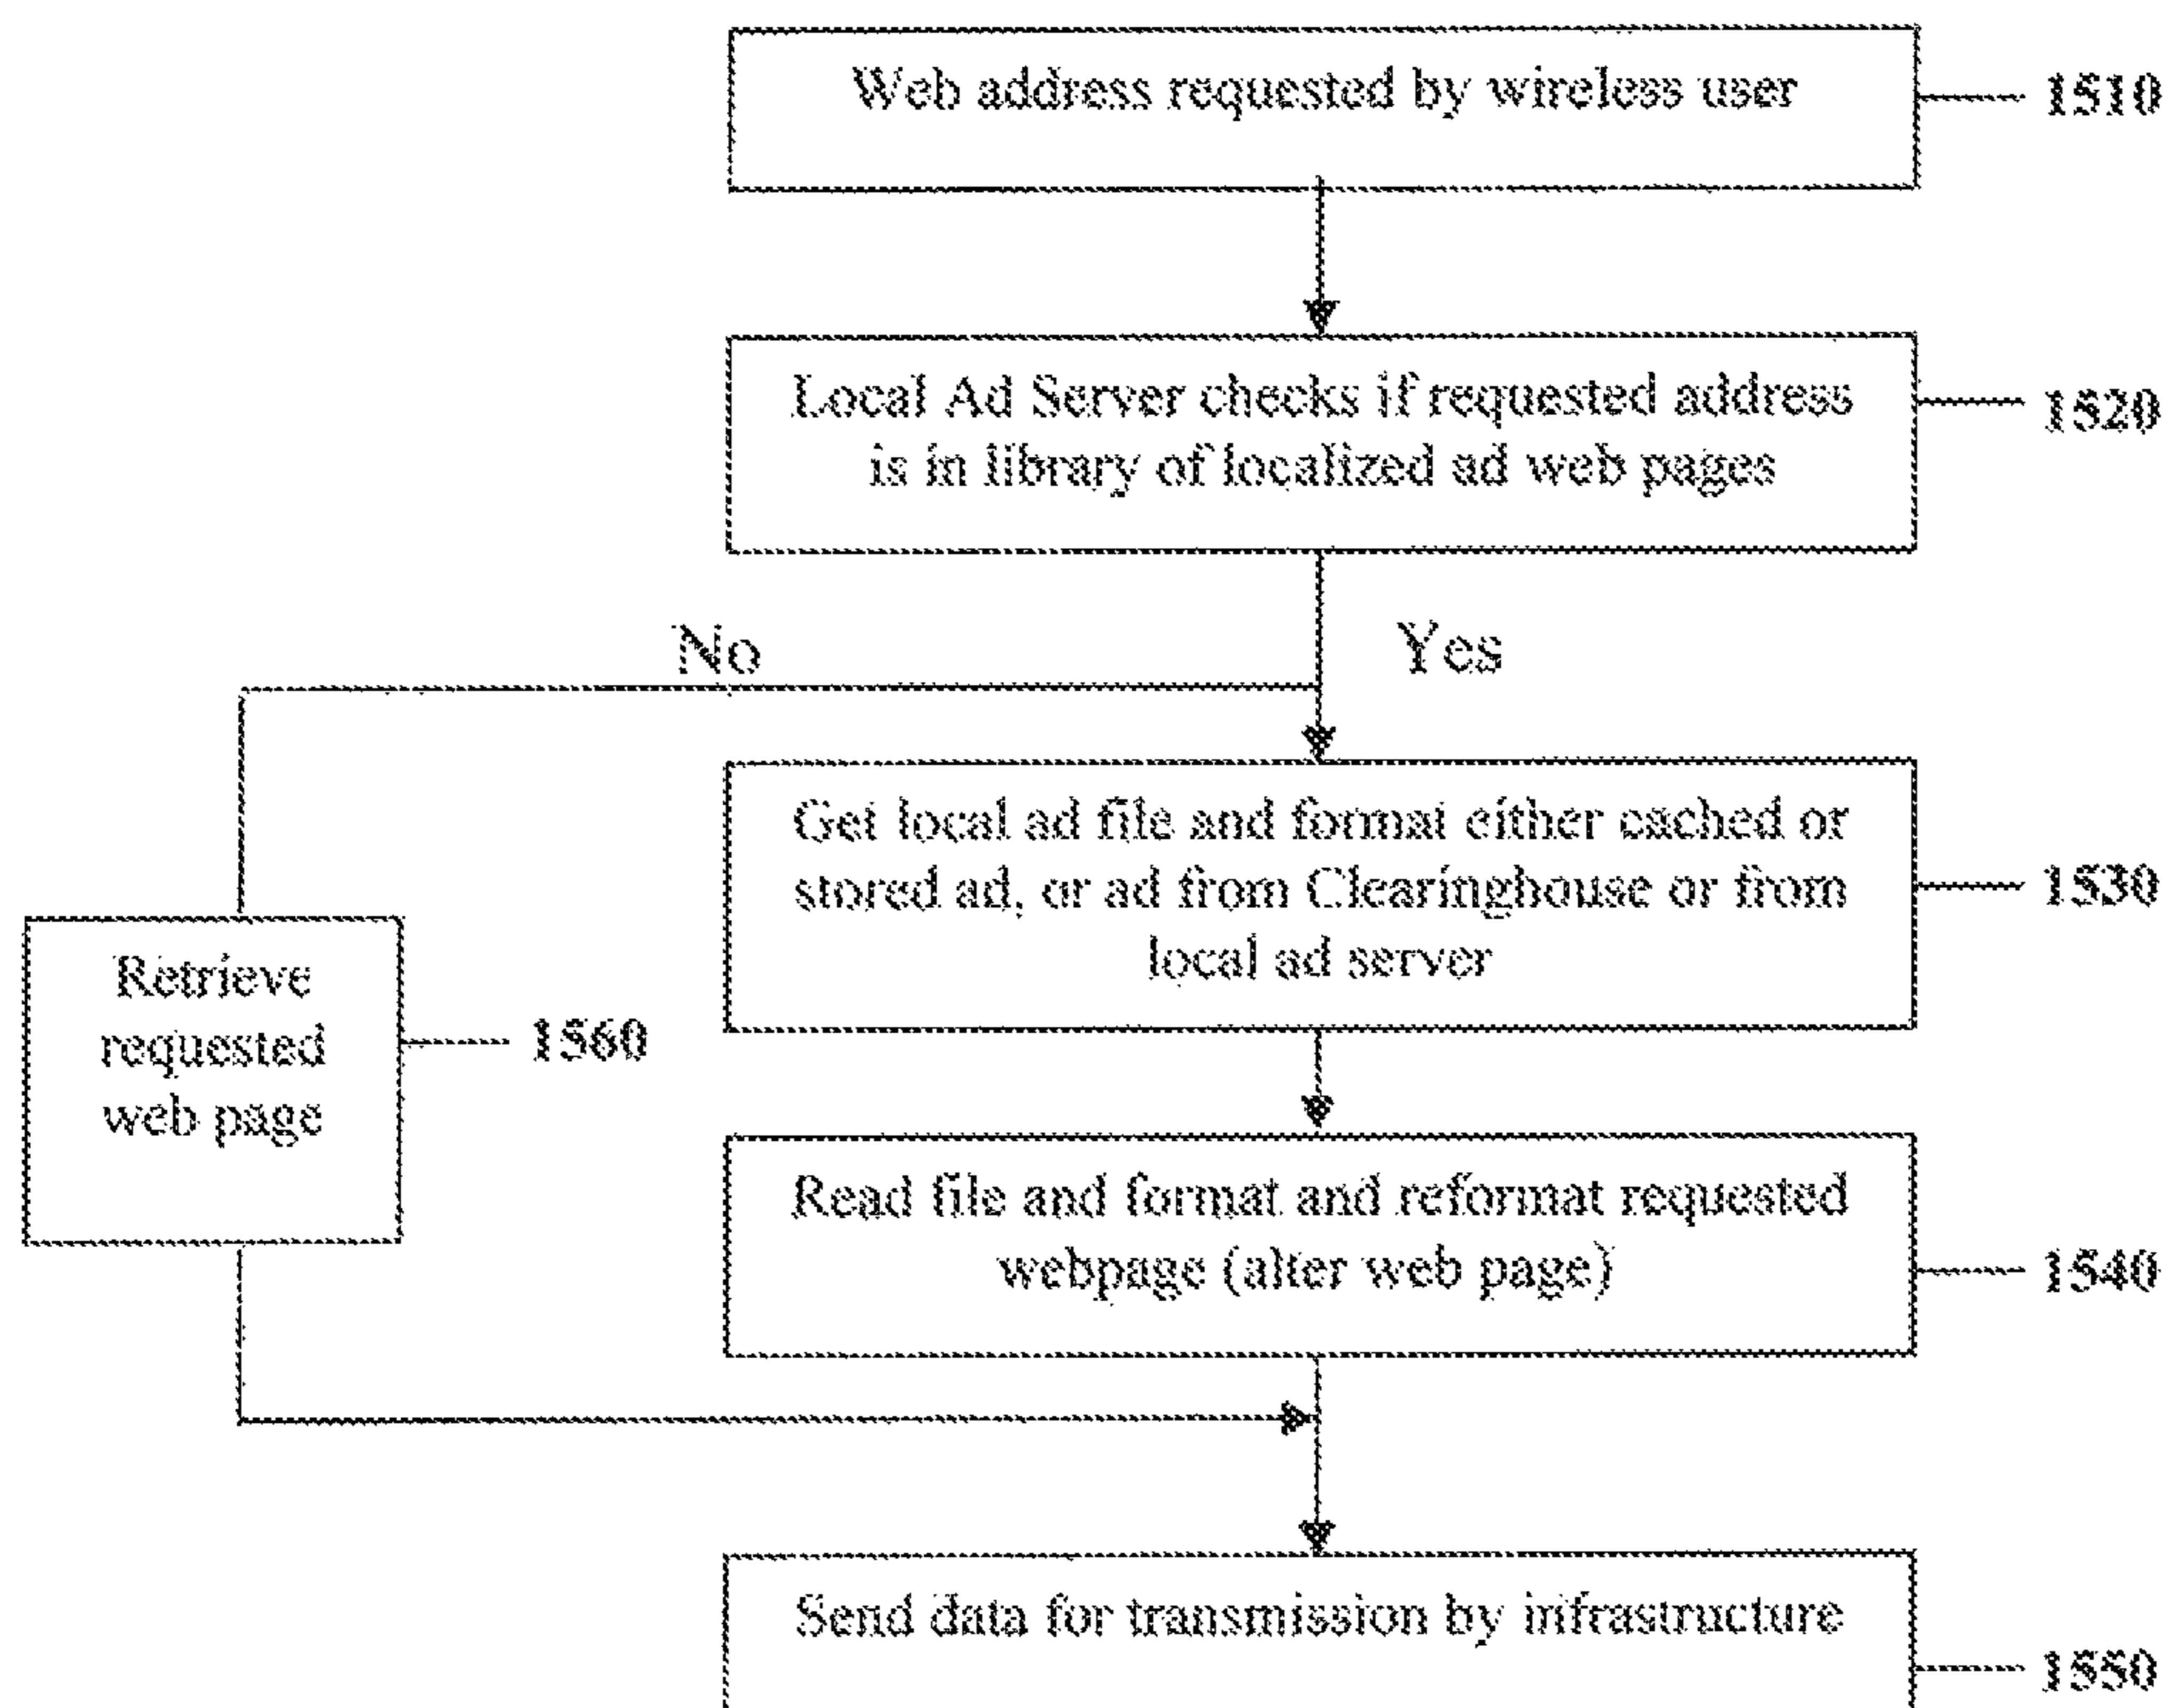 Web address requested by wireless user
1510
Local Ad Server checks if requested address
is in library of localized ad web pages
1520
No
Yes
Get local ad file and format either cached or
stored ad, or ad from Clearinghouse or from
local ad server
1530
Retrieve
requested
web page
1560
Read file and format and reformat requested
webpage (alter web page)
1540
Send data for transmission by infrastructure
1550